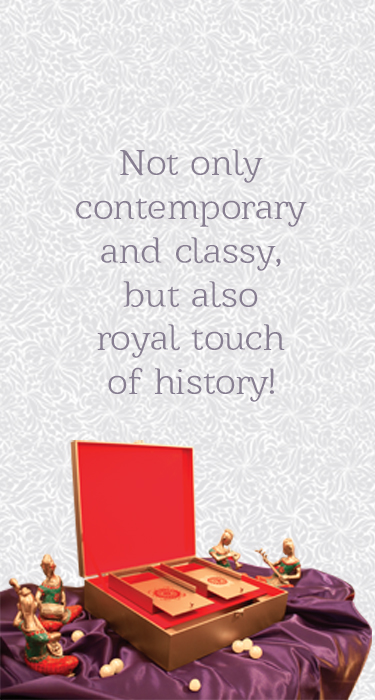 Not only
contemporary
and classy,
but also
royal touch
of history!